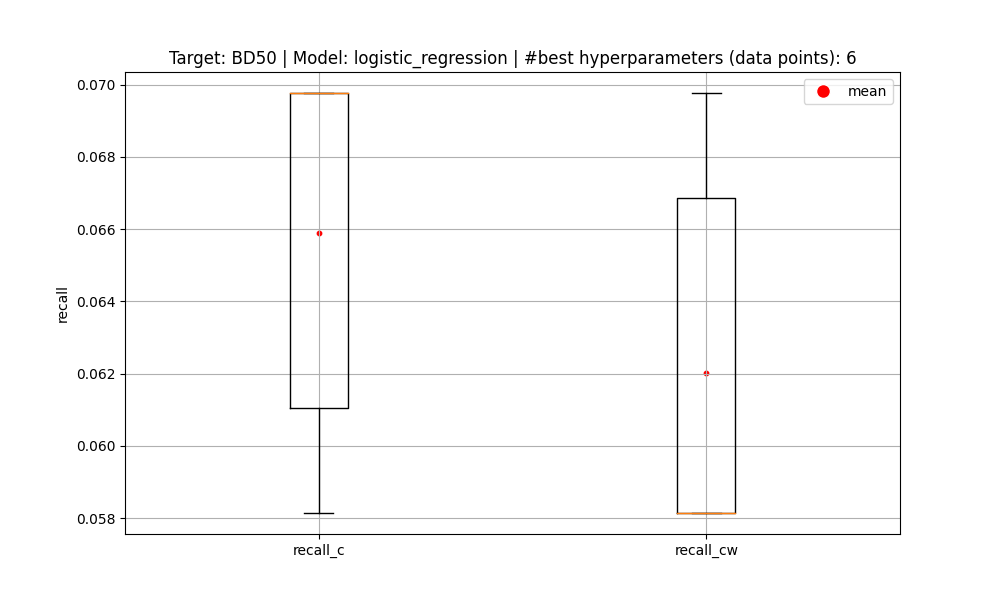 Target: BD50 | Model: logistic_regression | #best hyperparameters (data points): 6
mean
0.070
0.068
0.066
0.064
0.062
0.060
0.058
recall
recall_c
recall_cw